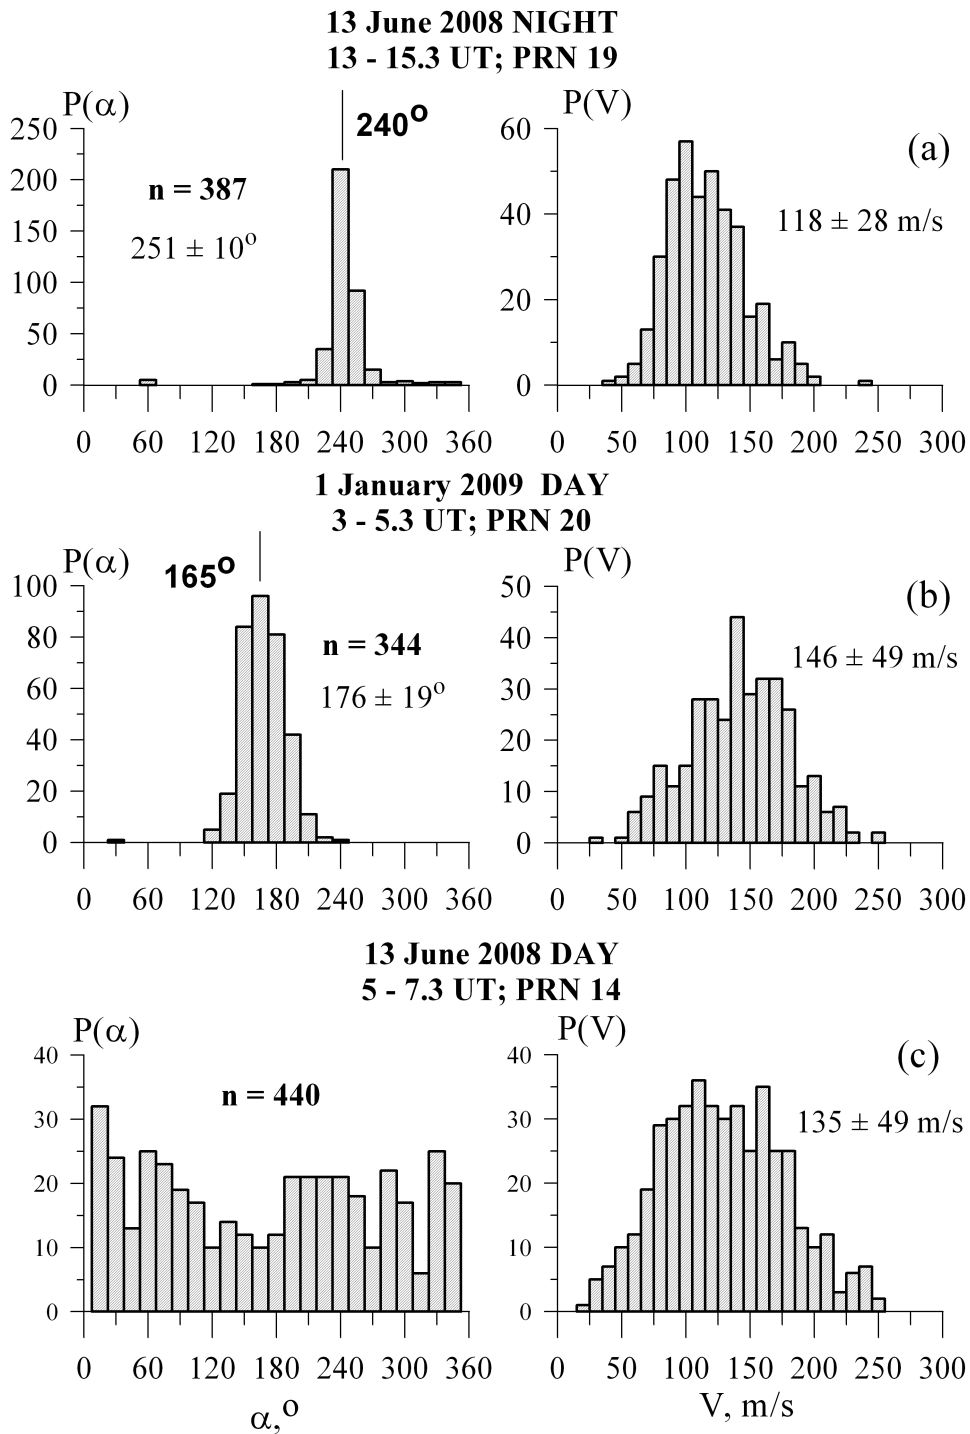 13 June 2008 NIGHT
13 - 15.3 UT; PRN 19
P(α)
240°
n = 387
251 ± 10°
250
200
150
100
50
0
0 60 120 180 240 300 360
P(V)
(a)
118 ± 28 m/s
60
40
20
0
0 50 100 150 200 250 300
1 January 2009 DAY
3 - 5.3 UT; PRN 20
P(α)
165°
n = 344
176 ± 19°
100
80
60
40
20
0
0 60 120 180 240 300 360
P(V)
(b)
146 ± 49 m/s
50
40
30
20
10
0
0 50 100 150 200 250 300
13 June 2008 DAY
5 - 7.3 UT; PRN 14
P(α)
n = 440
40
30
20
10
0
0 60 120 180 240 300 360
α,°
P(V)
(c)
135 ± 49 m/s
40
30
20
10
0
0 50 100 150 200 250 300
V, m/s